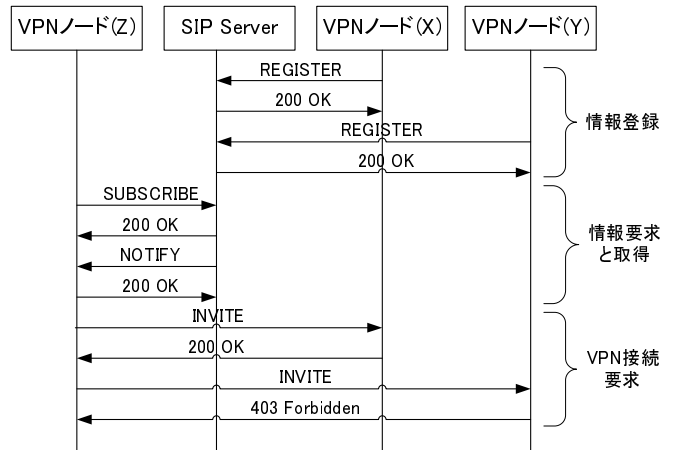 VPNノード(Z)
SIP Server
VPNノード(X)
VPNノード(Y)
REGISTER
200 OK
REGISTER
200 OK
情報登録
SUBSCRIBE
200 OK
NOTIFY
200 OK
情報要求
と取得
INVITE
200 OK
INVITE
403 Forbidden
VPN接続
要求